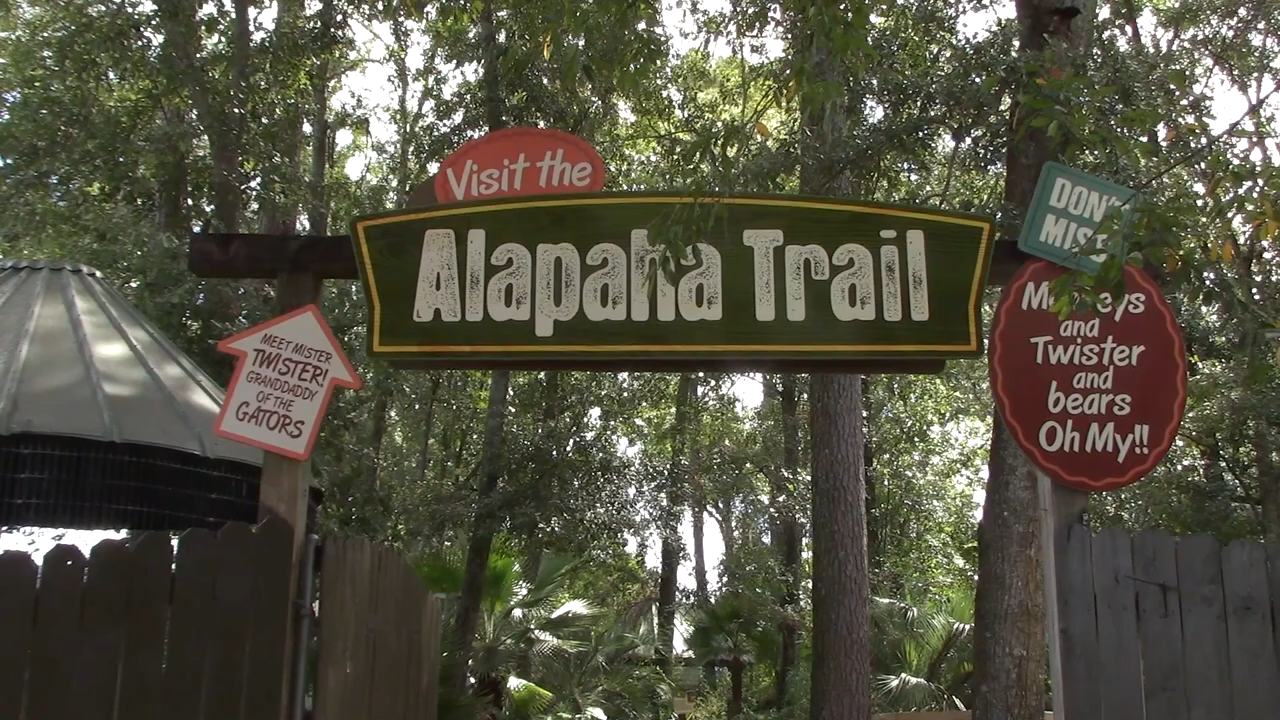 Visit the
Alapaha Trail
MEET MISTER
TWISTER!
GRANDDADDY
OF THE
GATORS
DON'T
MISS
and
Twister
and
bears
Oh My!!